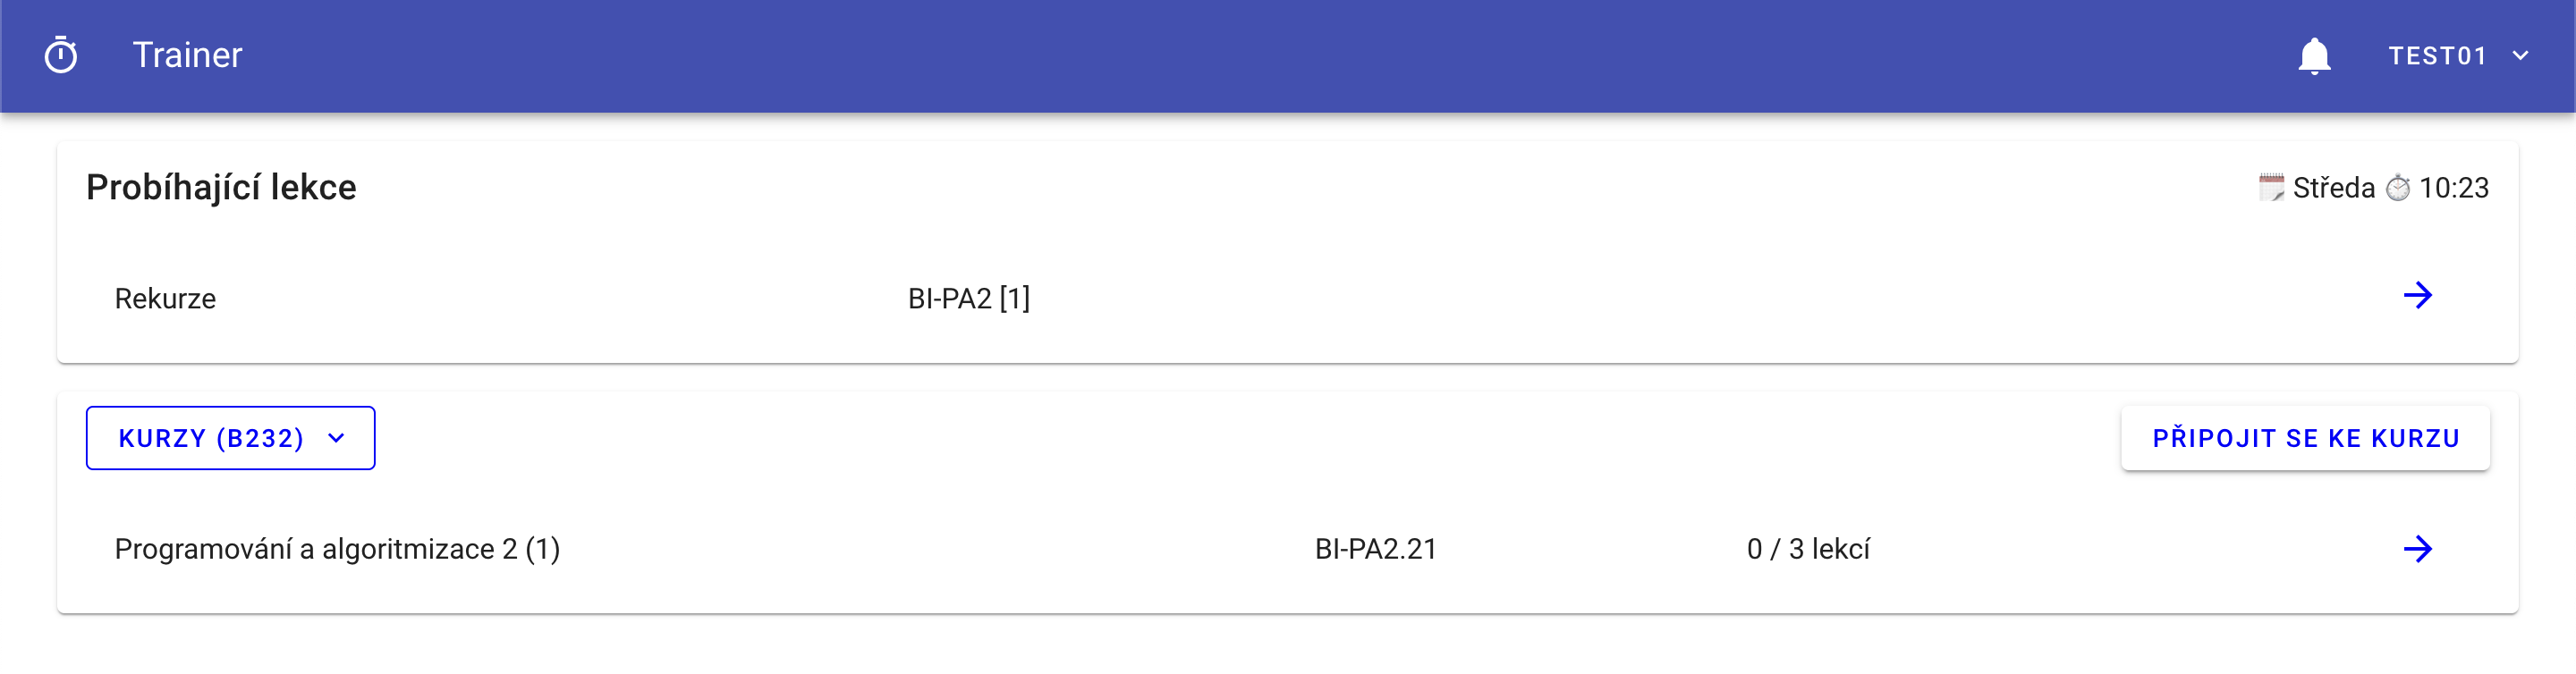 Trainer
TEST01
Probíhající lekce
Středa 10:23
Rekurze BI-PA2 [1]
KURZY (B232)
PŘIPOJIT SE KE KURZU
Programování a algoritmizace 2 (1) BI-PA2.21 0 / 3 lekcí